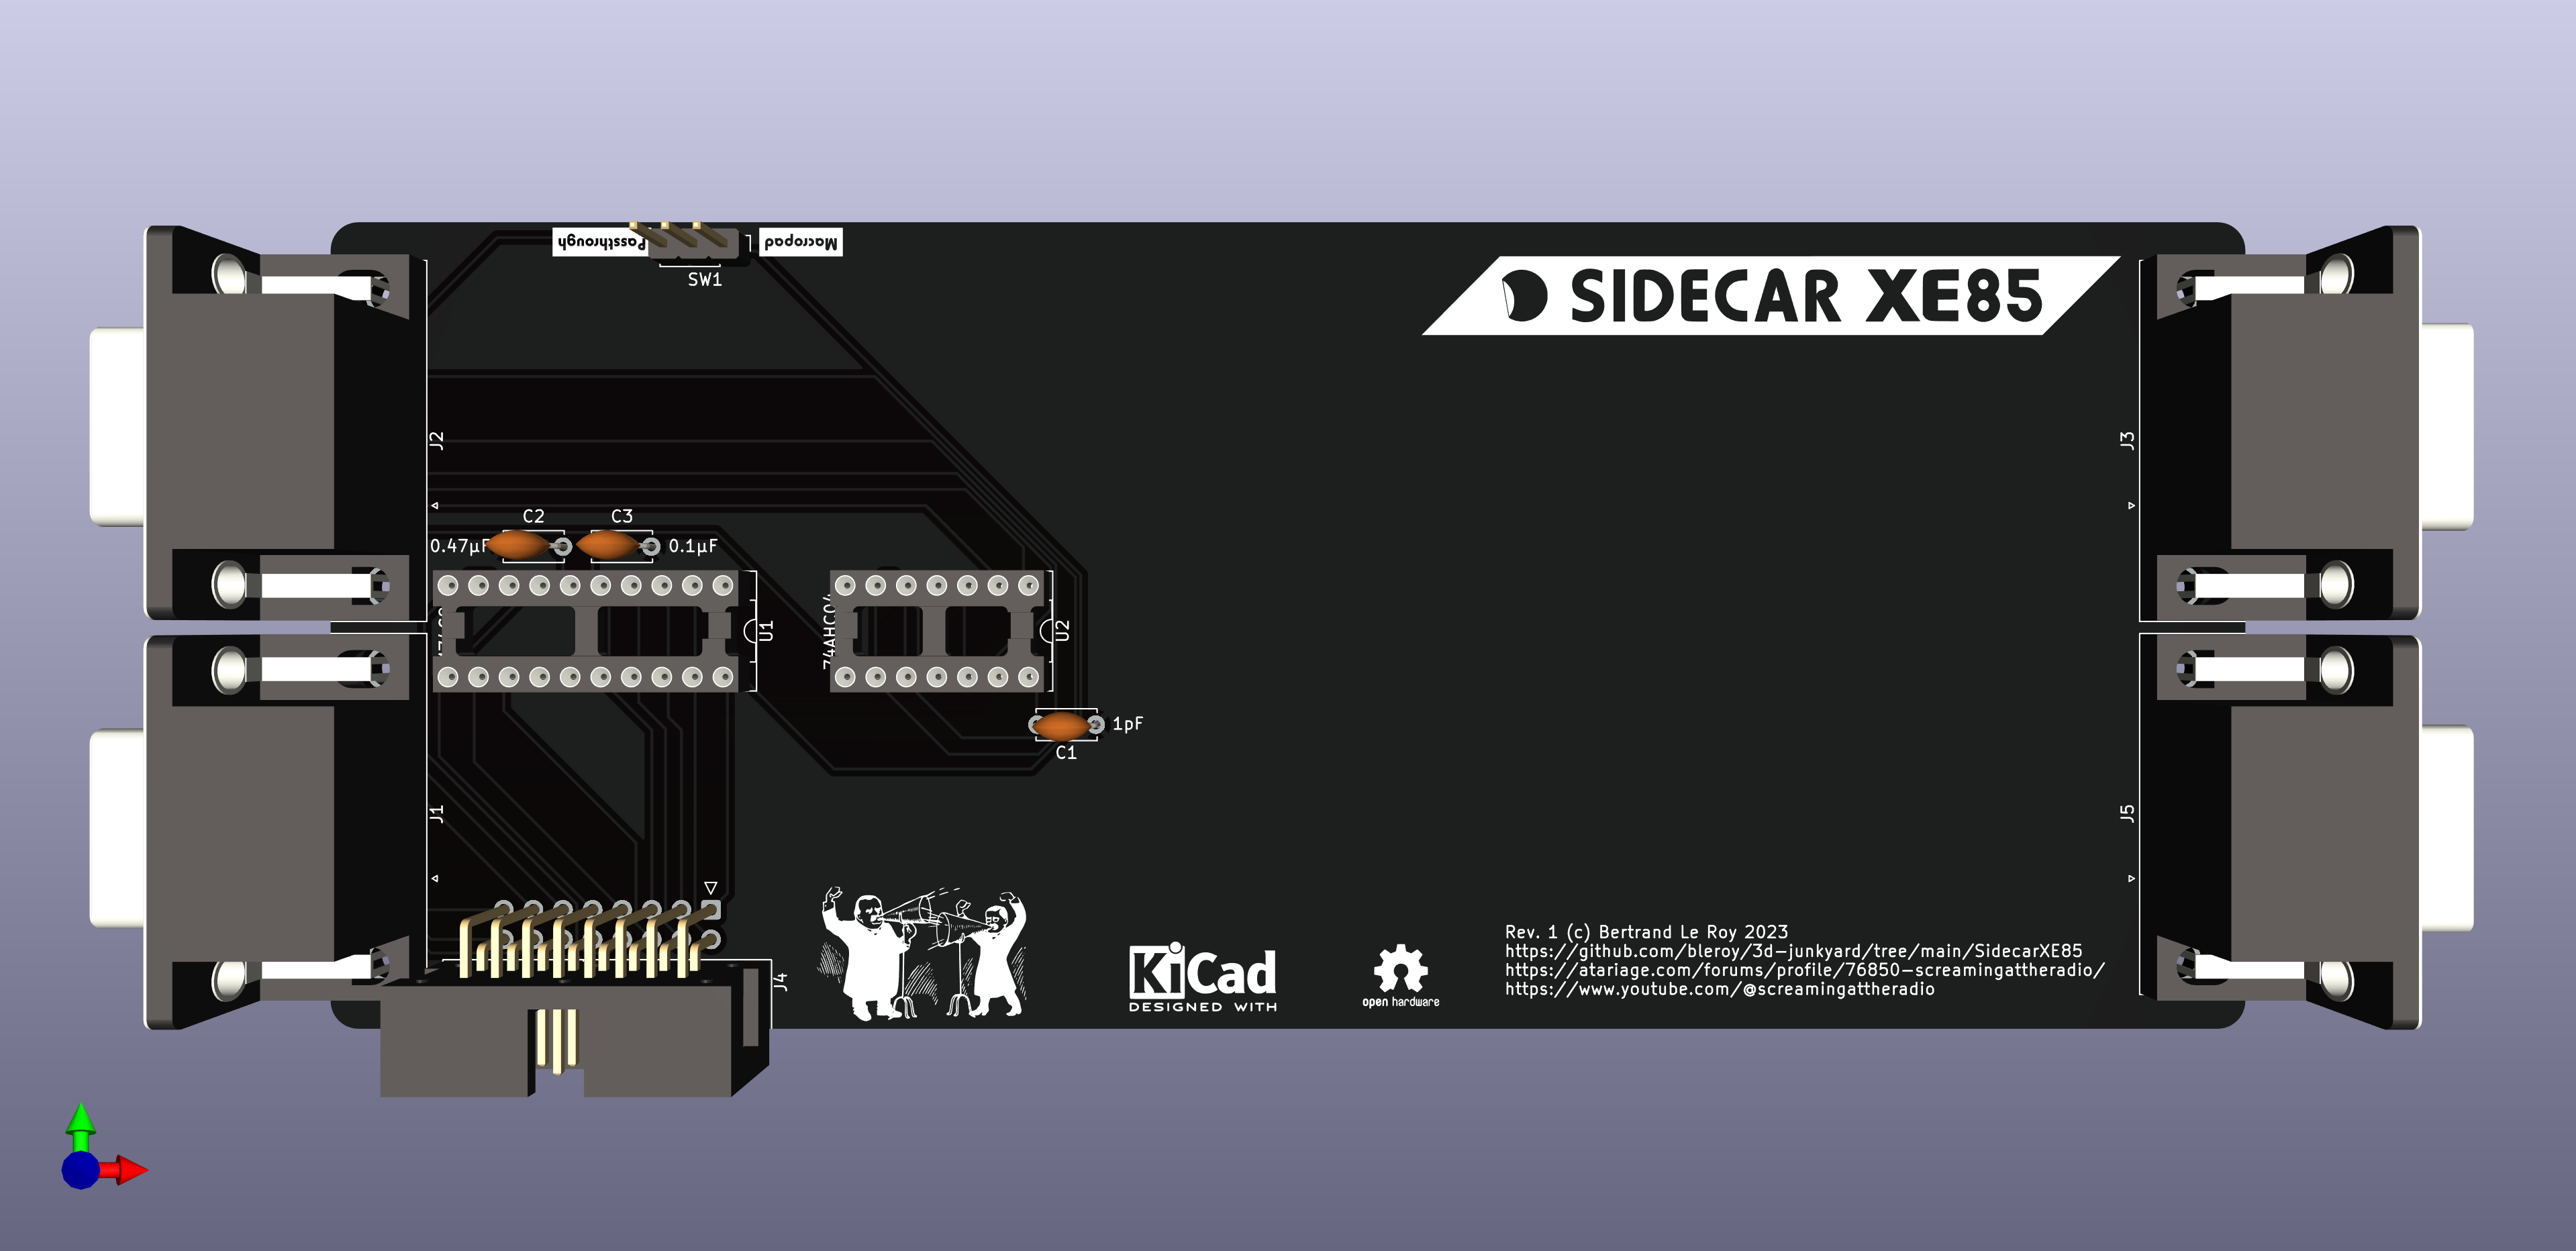 Passthrough
Macropad
SW1
SIDECAR XE85
J2
J3
C2
C3
0.47µF
0.1µF
U1
U2
1pF
C1
J1
J5
J4
KiCad
DESIGNED WITH
open hardware
Rev. 1 (c) Bertrand Le Roy 2023
https://github.com/bleroy/3d-junkyard/tree/main/SidecarXE85
https://atariage.com/forums/profile/76850-screamingattheradio/
https://www.youtube.com/@screamingattheradio